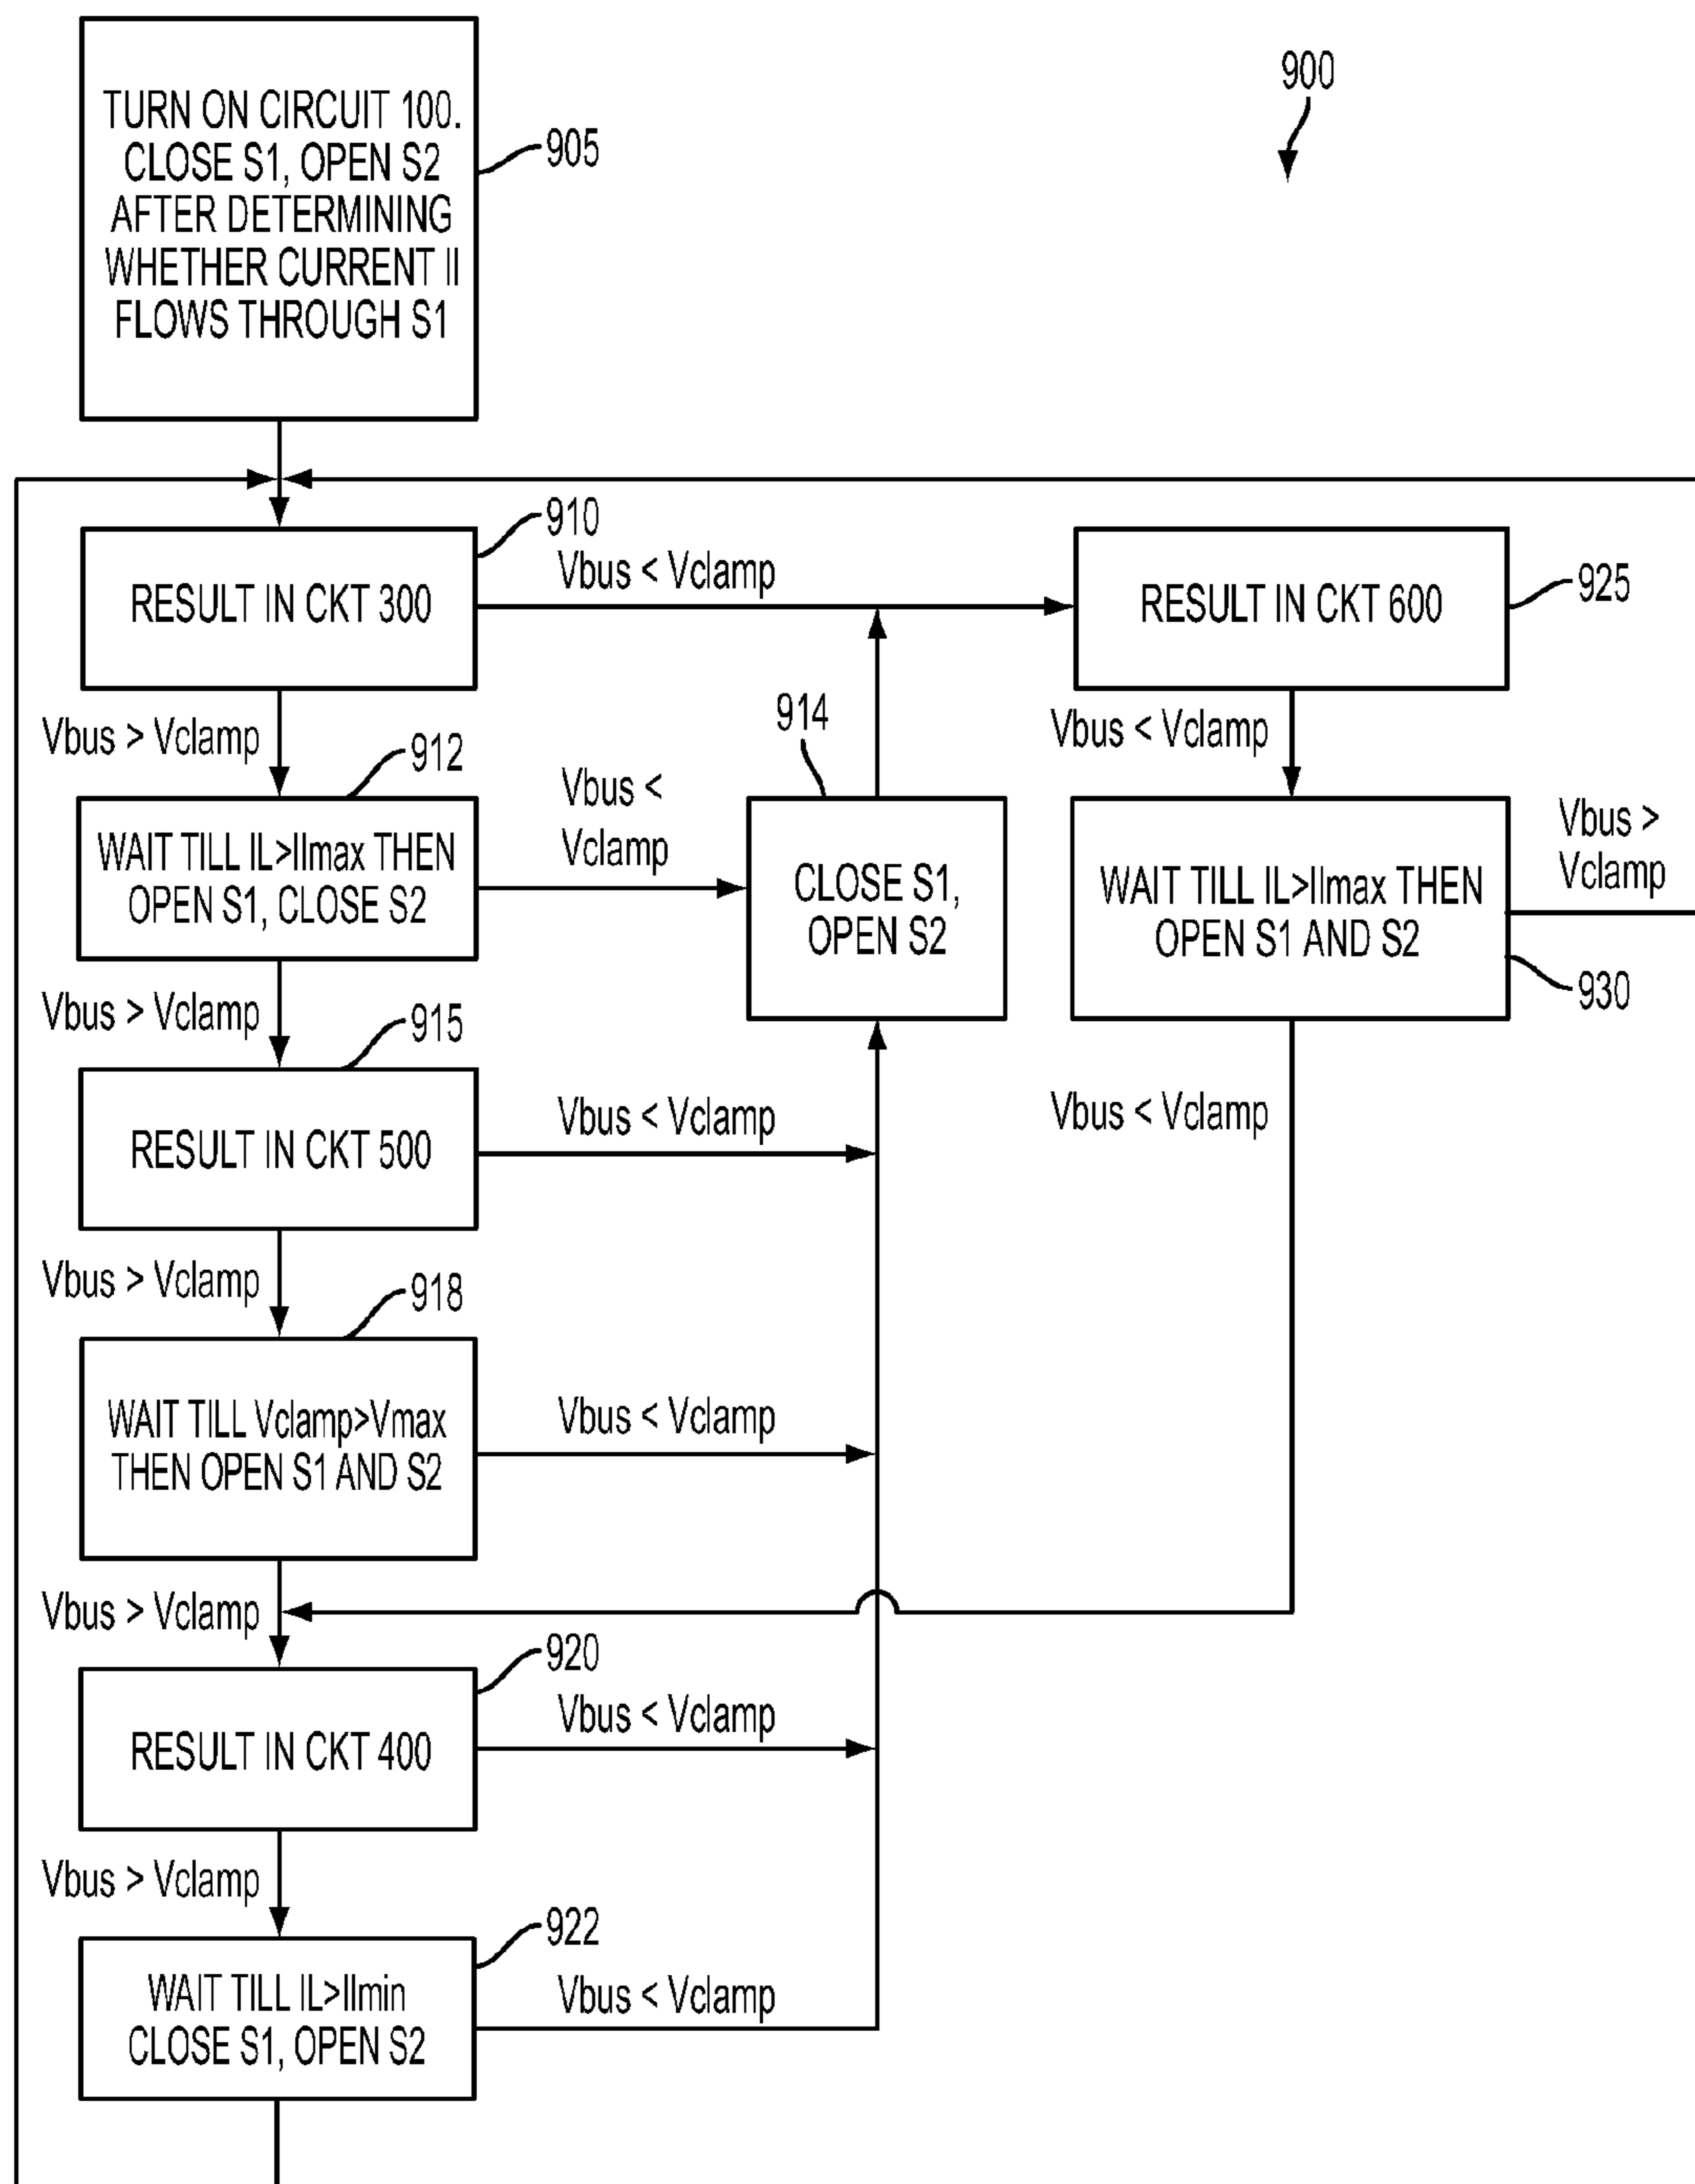 TURN ON CIRCUIT 100.
CLOSE S1, OPEN S2
AFTER DETERMINING
WHETHER CURRENT Il
FLOWS THROUGH S1
905
900
RESULT IN CKT 300
910
Vbus < Vclamp
RESULT IN CKT 600
925
Vbus > Vclamp
912
WAIT TILL IL>Ilmax THEN
OPEN S1, CLOSE S2
Vbus <
Vclamp
914
CLOSE S1,
OPEN S2
Vbus < Vclamp
WAIT TILL IL>Ilmax THEN
OPEN S1 AND S2
930
Vbus >
Vclamp
Vbus > Vclamp
915
RESULT IN CKT 500
Vbus < Vclamp
Vbus < Vclamp
Vbus > Vclamp
918
WAIT TILL Vclamp>Vmax
THEN OPEN S1 AND S2
Vbus < Vclamp
Vbus > Vclamp
920
RESULT IN CKT 400
Vbus < Vclamp
Vbus > Vclamp
922
WAIT TILL IL>Ilmin
CLOSE S1, OPEN S2
Vbus < Vclamp